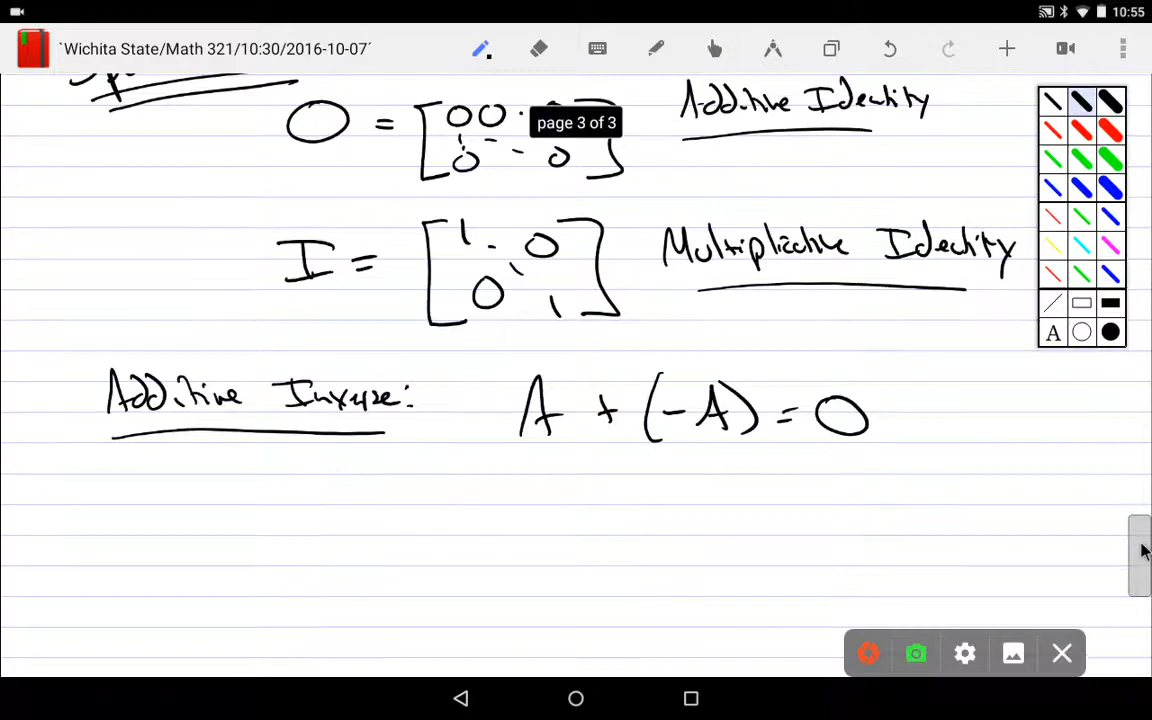 10:55
`Wichita State/Math 321/10:30/2016-10-07´
page 3 of 3
O = [ 0 0 ·
0 - 0 ]
Additive Identity
I = [ 1 . 0
0 1 ]
Multiplicative Identity
Additive Inverse: A + (-A) = O
A